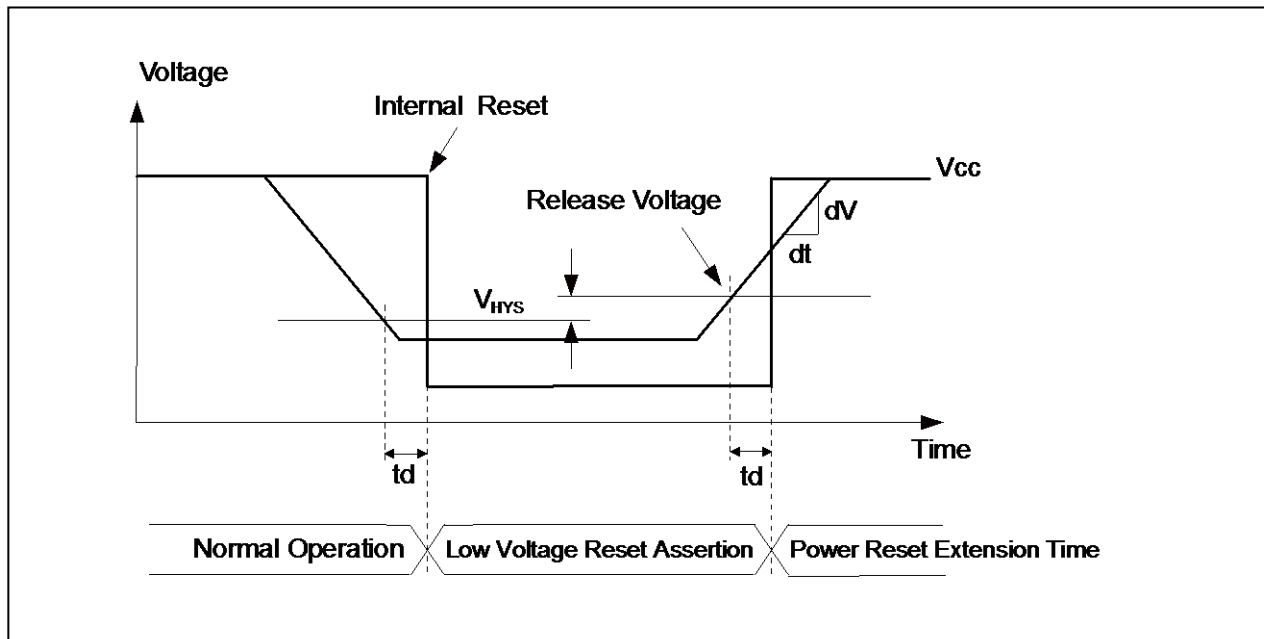 Voltage
Internal Reset
Vcc
Release Voltage
dV
dt
VHYS
Time
td
td
Normal Operation
Low Voltage Reset Assertion
Power Reset Extension Time